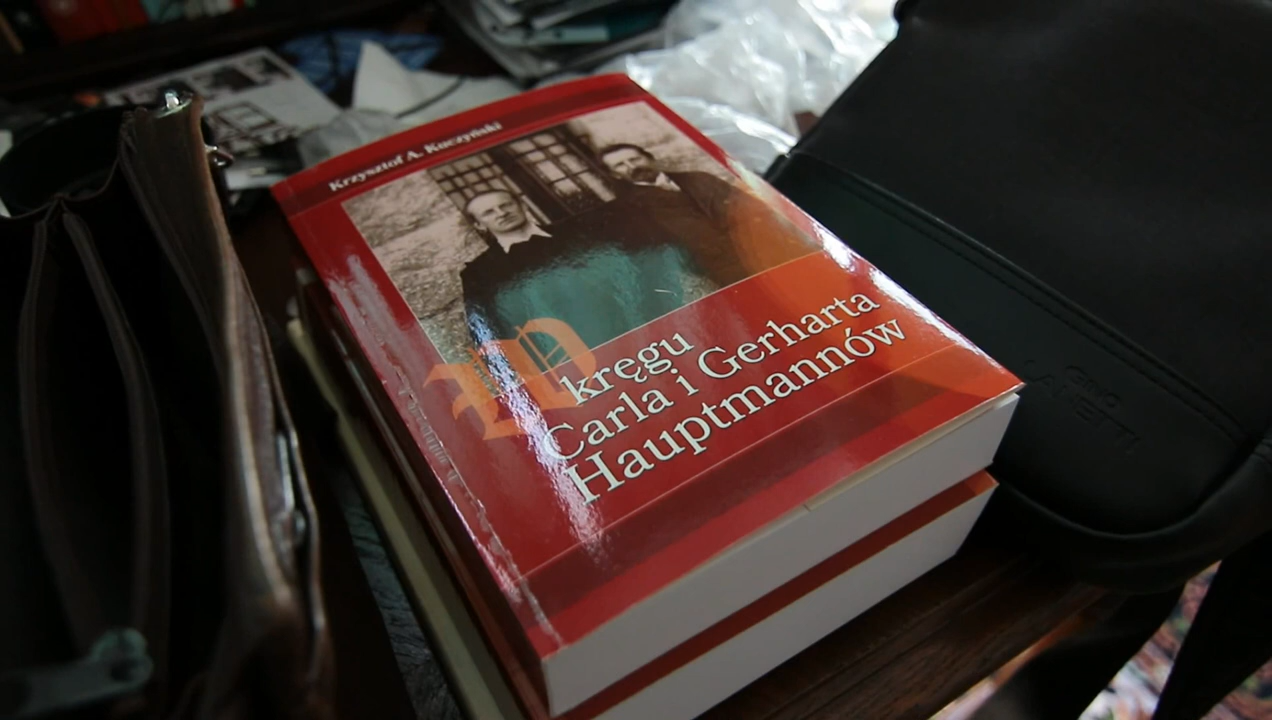 Krzysztof A. Kuczyński
W kręgu
Carla i Gerharta
Hauptmannów